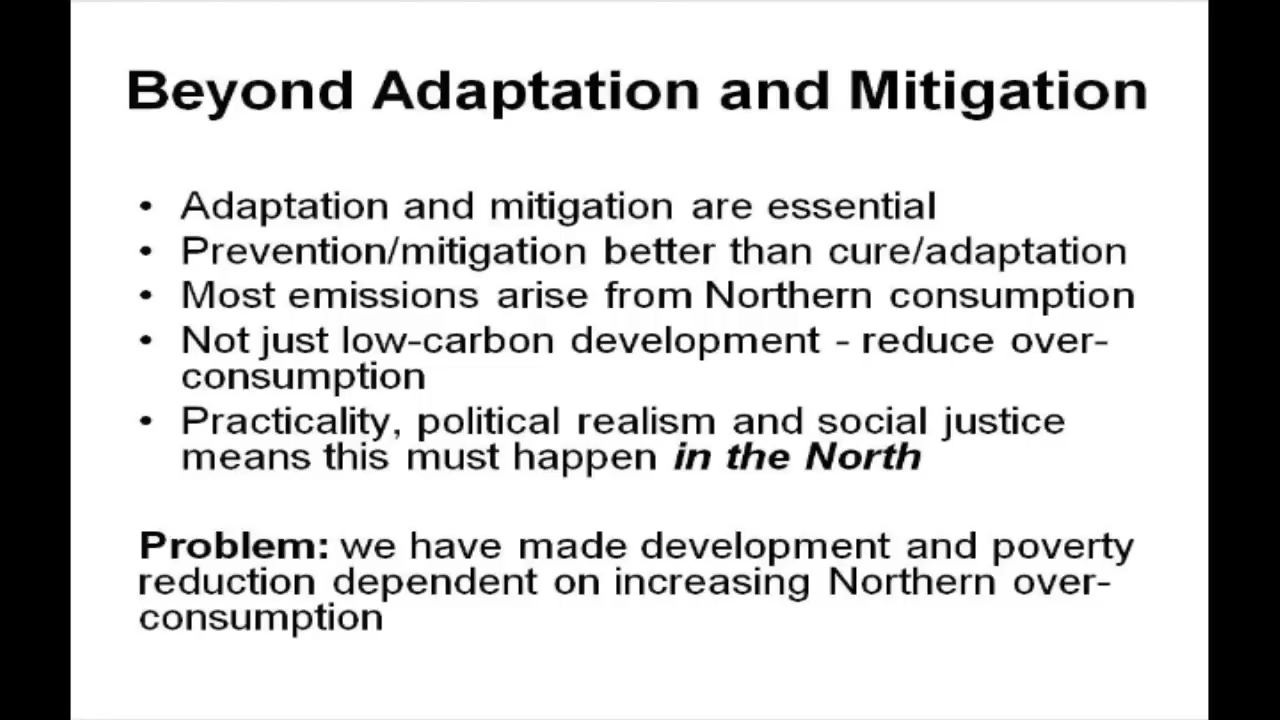 Beyond Adaptation and Mitigation
• Adaptation and mitigation are essential
• Prevention/mitigation better than cure/adaptation
• Most emissions arise from Northern consumption
• Not just low-carbon development - reduce over-
consumption
• Practicality, political realism and social justice
means this must happen in the North
Problem: we have made development and poverty
reduction dependent on increasing Northern over-
consumption